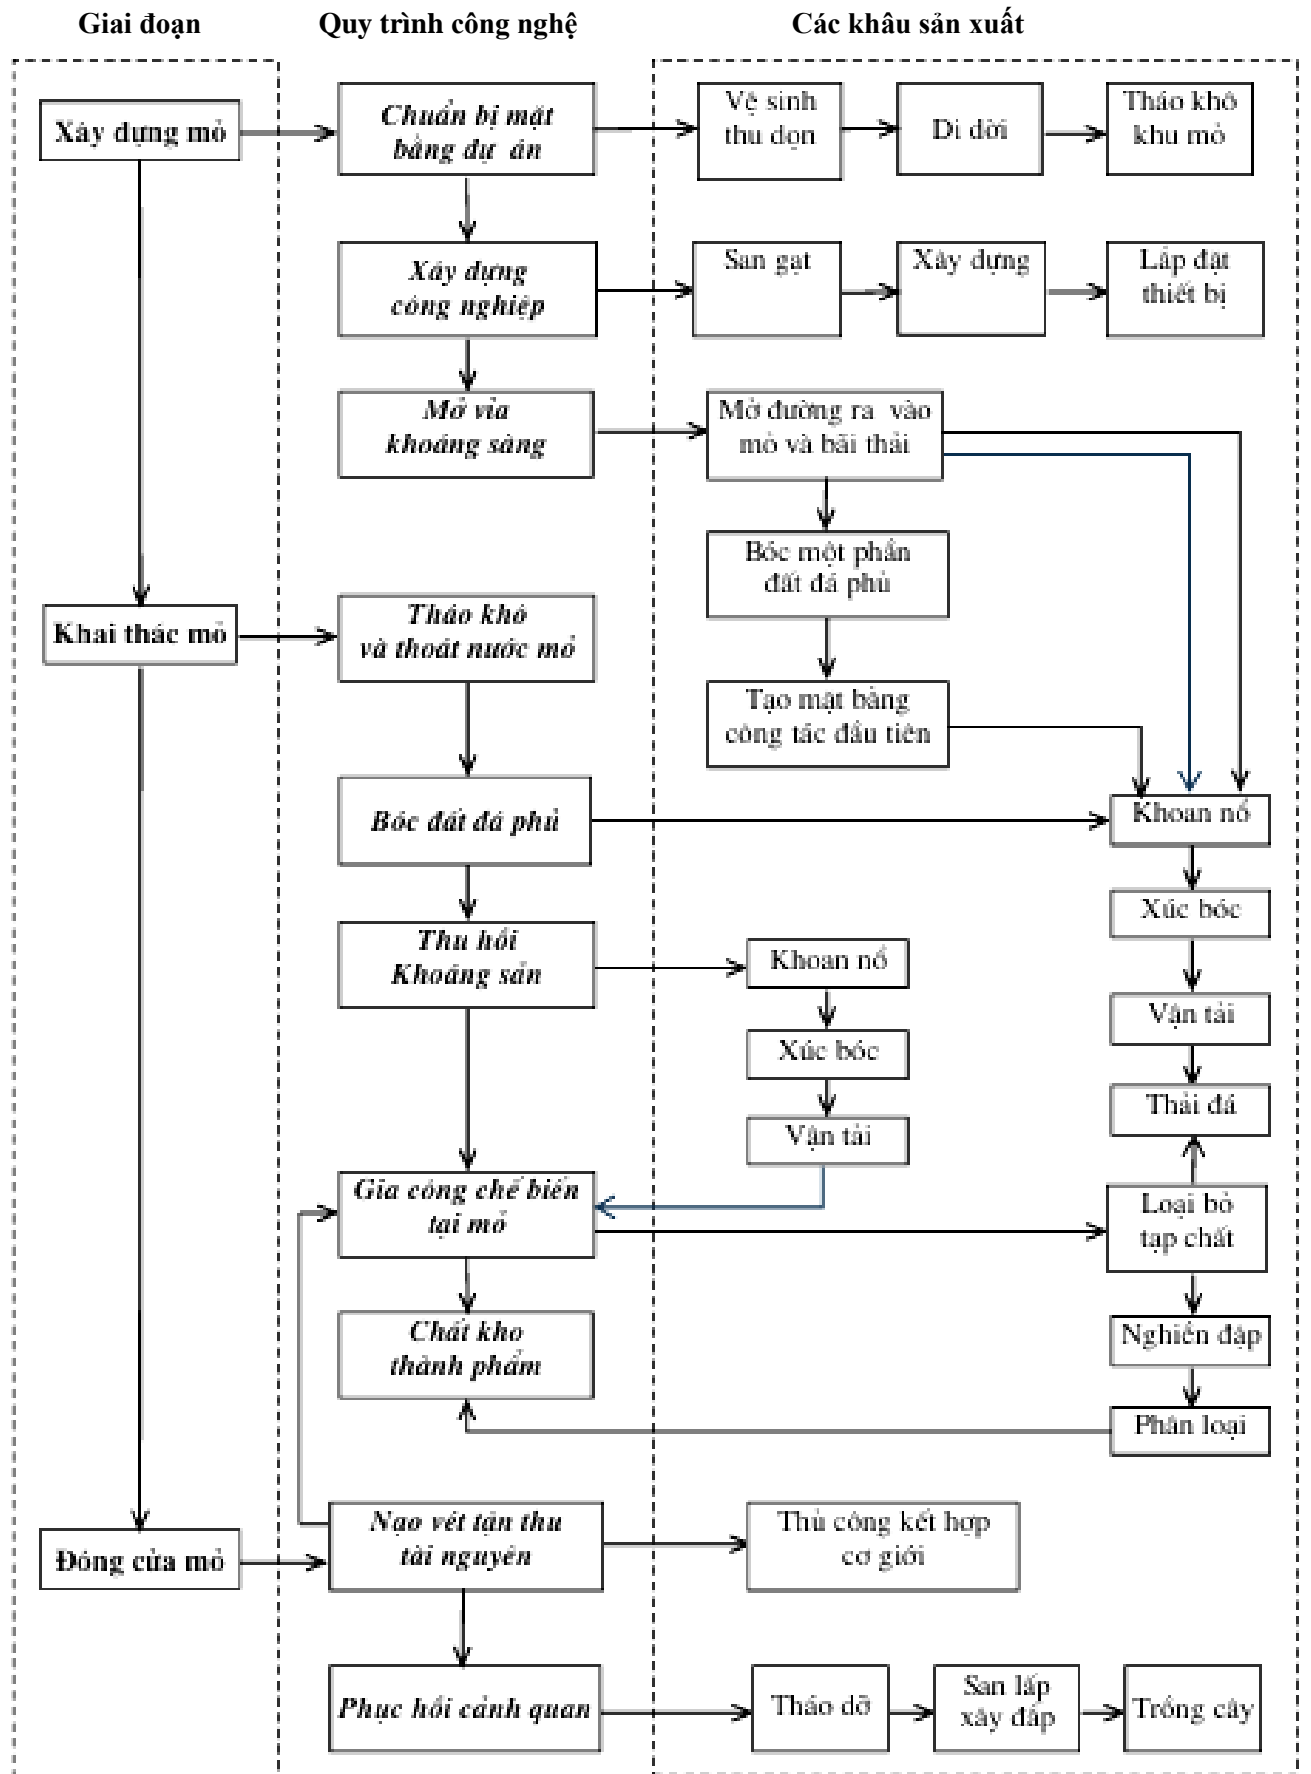 Giai đoạn
Quy trình công nghệ
Các khâu sản xuất
Xây dựng mỏ
Chuẩn bị mặt
bằng dự án
Vệ sinh
thu dọn
Di dời
Tháo khô
khu mỏ
Xây dựng
công nghiệp
San gạt
Xây dựng
Lắp đặt
thiết bị
Mở vỉa
khoáng sàng
Mở đường ra vào
mỏ và bãi thải
Bóc một phần
đất đá phủ
Tạo mặt bằng
công tác đầu tiên
Khai thác mỏ
Tháo khô
và thoát nước mỏ
Bóc đất đá phủ
Khoan nổ
Xúc bóc
Vận tải
Thải đá
Thu hồi
Khoáng sản
Khoan nổ
Xúc bóc
Vận tải
Gia công chế biến
tại mỏ
Loại bỏ
tạp chất
Nghiền đập
Phân loại
Chất kho
thành phẩm
Đóng cửa mỏ
Nạo vét tận thu
tài nguyên
Thủ công kết hợp
cơ giới
Phục hồi cảnh quan
Tháo dỡ
San lấp
xây đắp
Trồng cây